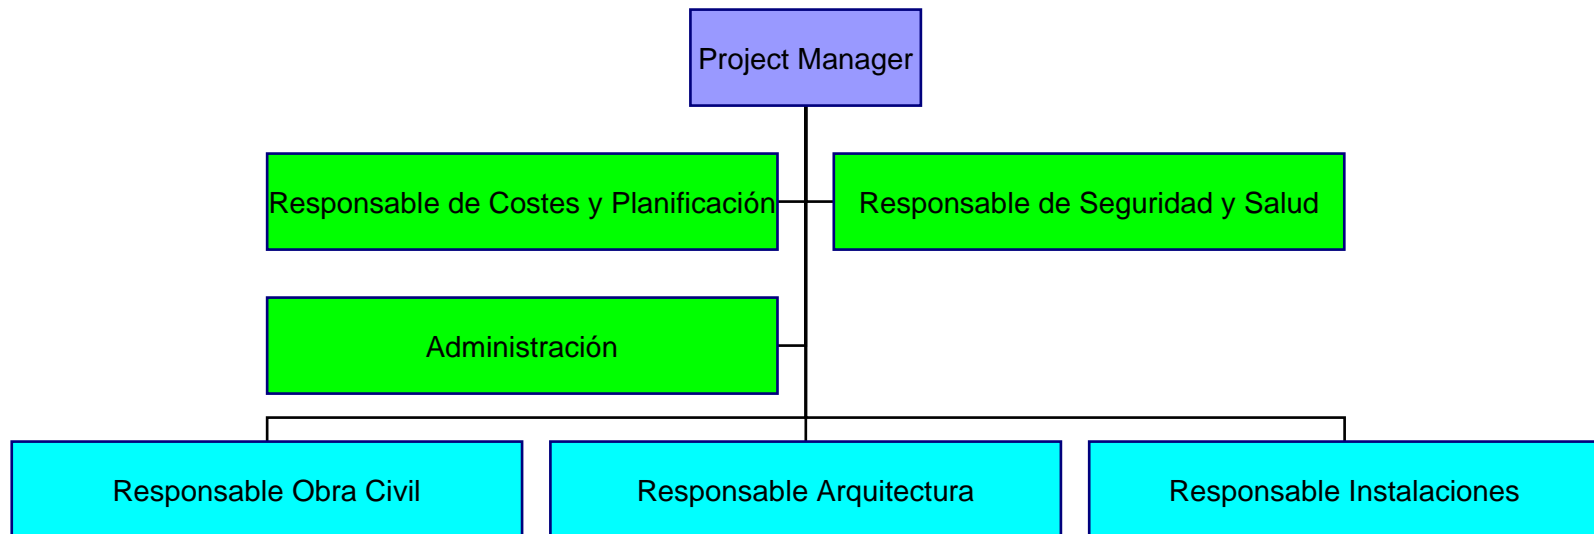 Project Manager
Responsable de Costes y Planificación
Responsable de Seguridad y Salud
Administración
Responsable Obra Civil
Responsable Arquitectura
Responsable Instalaciones